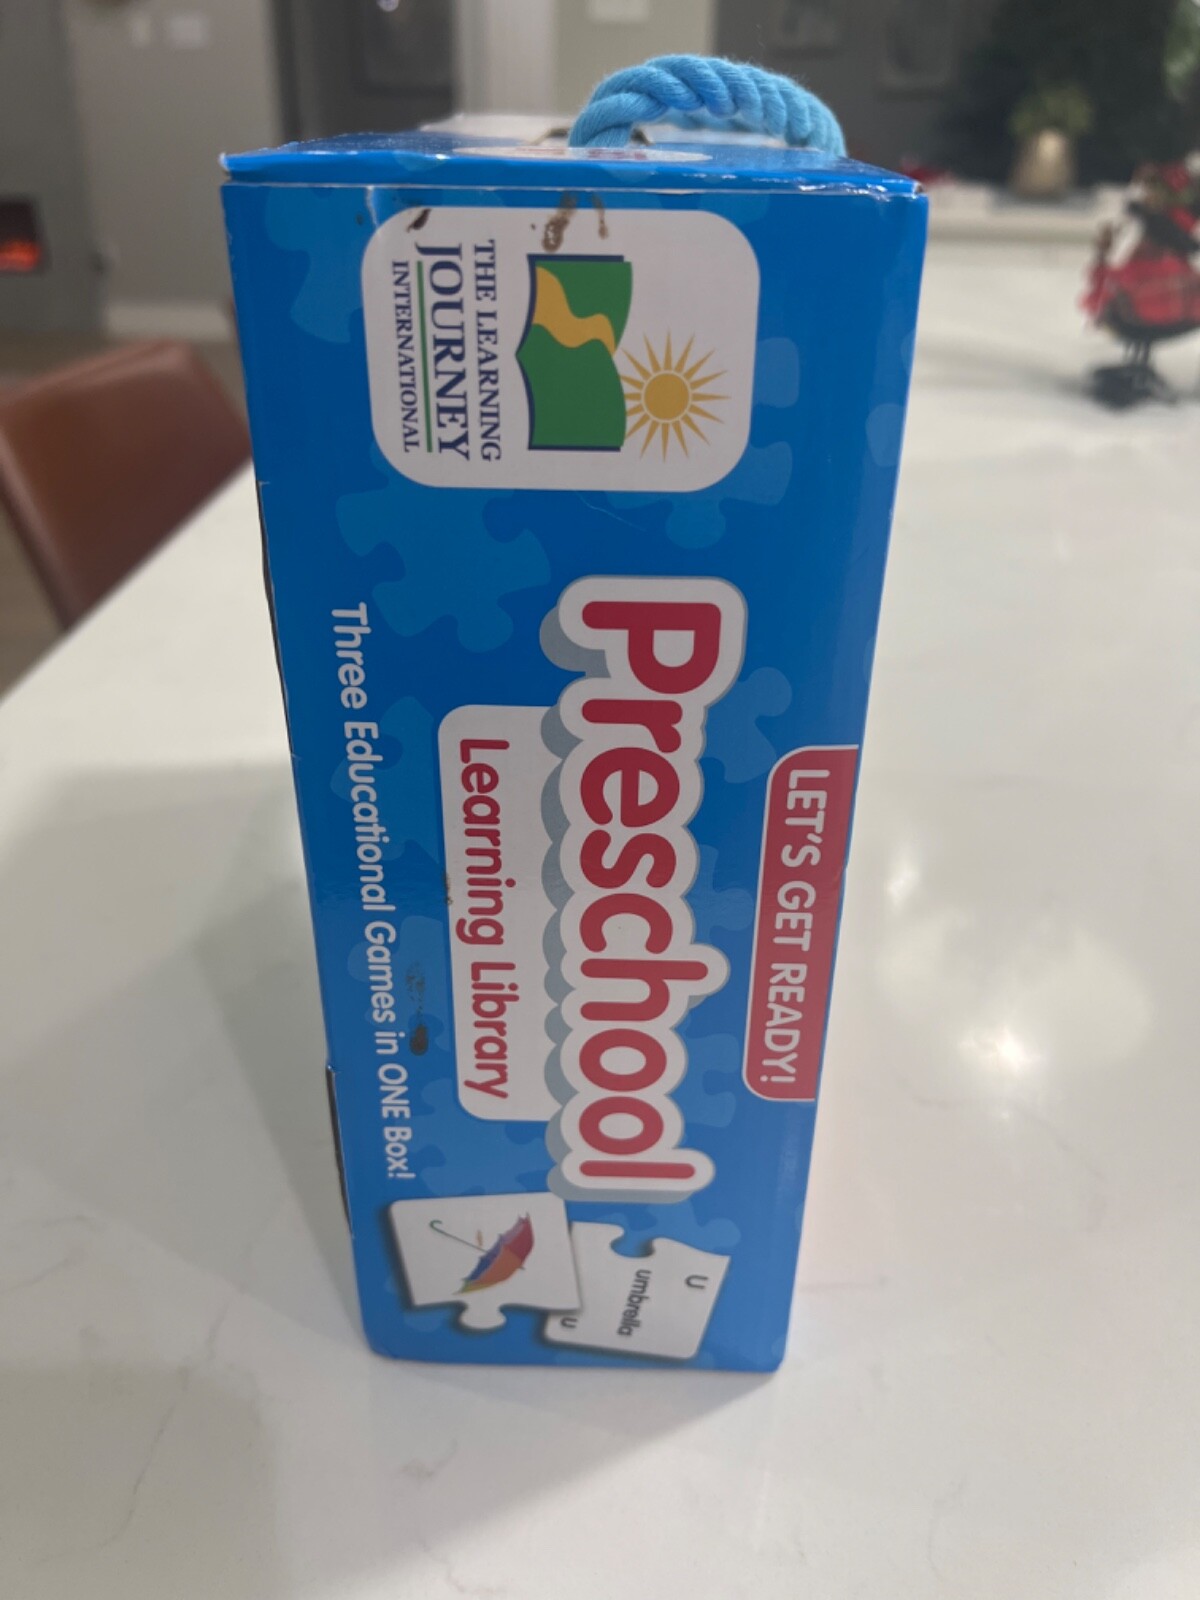 THE LEARNING
JOURNEY
INTERNATIONAL
LET'S GET READY!
Preschool
Learning Library
Three Educational Games in ONE Box!
U
umbrella
u